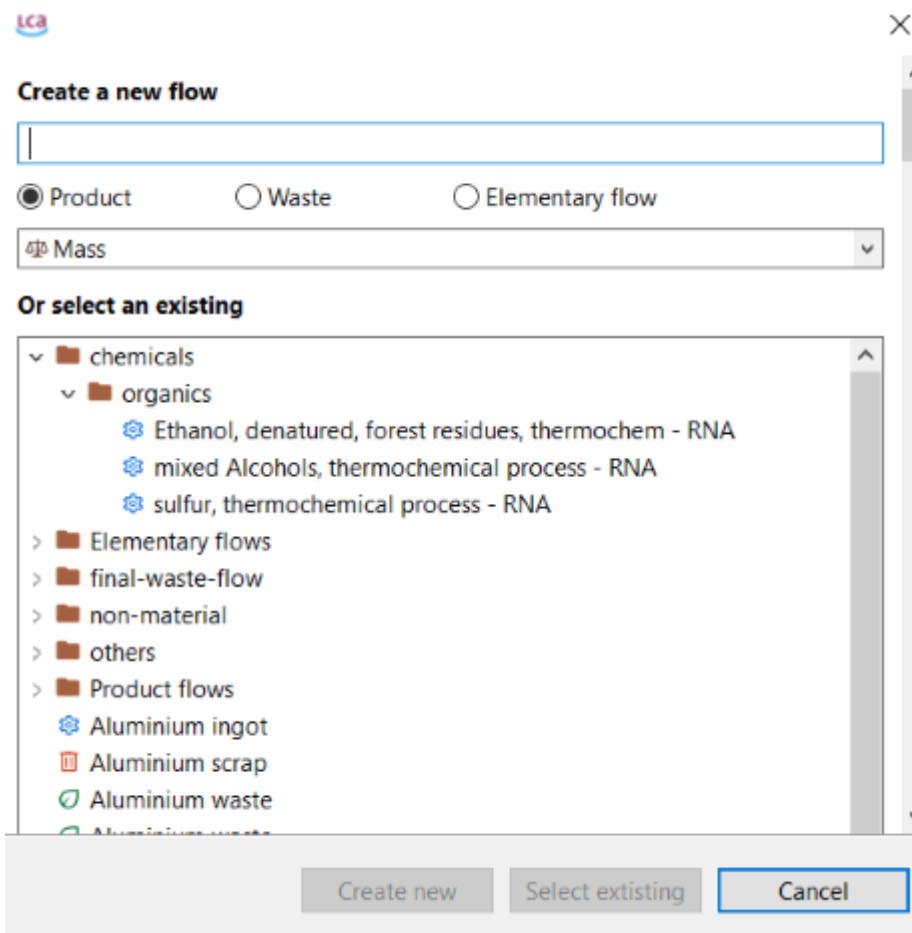 LCa
Create a new flow
Product Waste Elementary flow
Mass
Or select an existing
chemicals
organics
Ethanol, denatured, forest residues, thermochem - RNA
mixed Alcohols, thermochemical process - RNA
sulfur, thermochemical process - RNA
Elementary flows
final-waste-flow
non-material
others
Product flows
Aluminium ingot
Aluminium scrap
Aluminium waste
Aluminium waste
Create new Select extisting Cancel